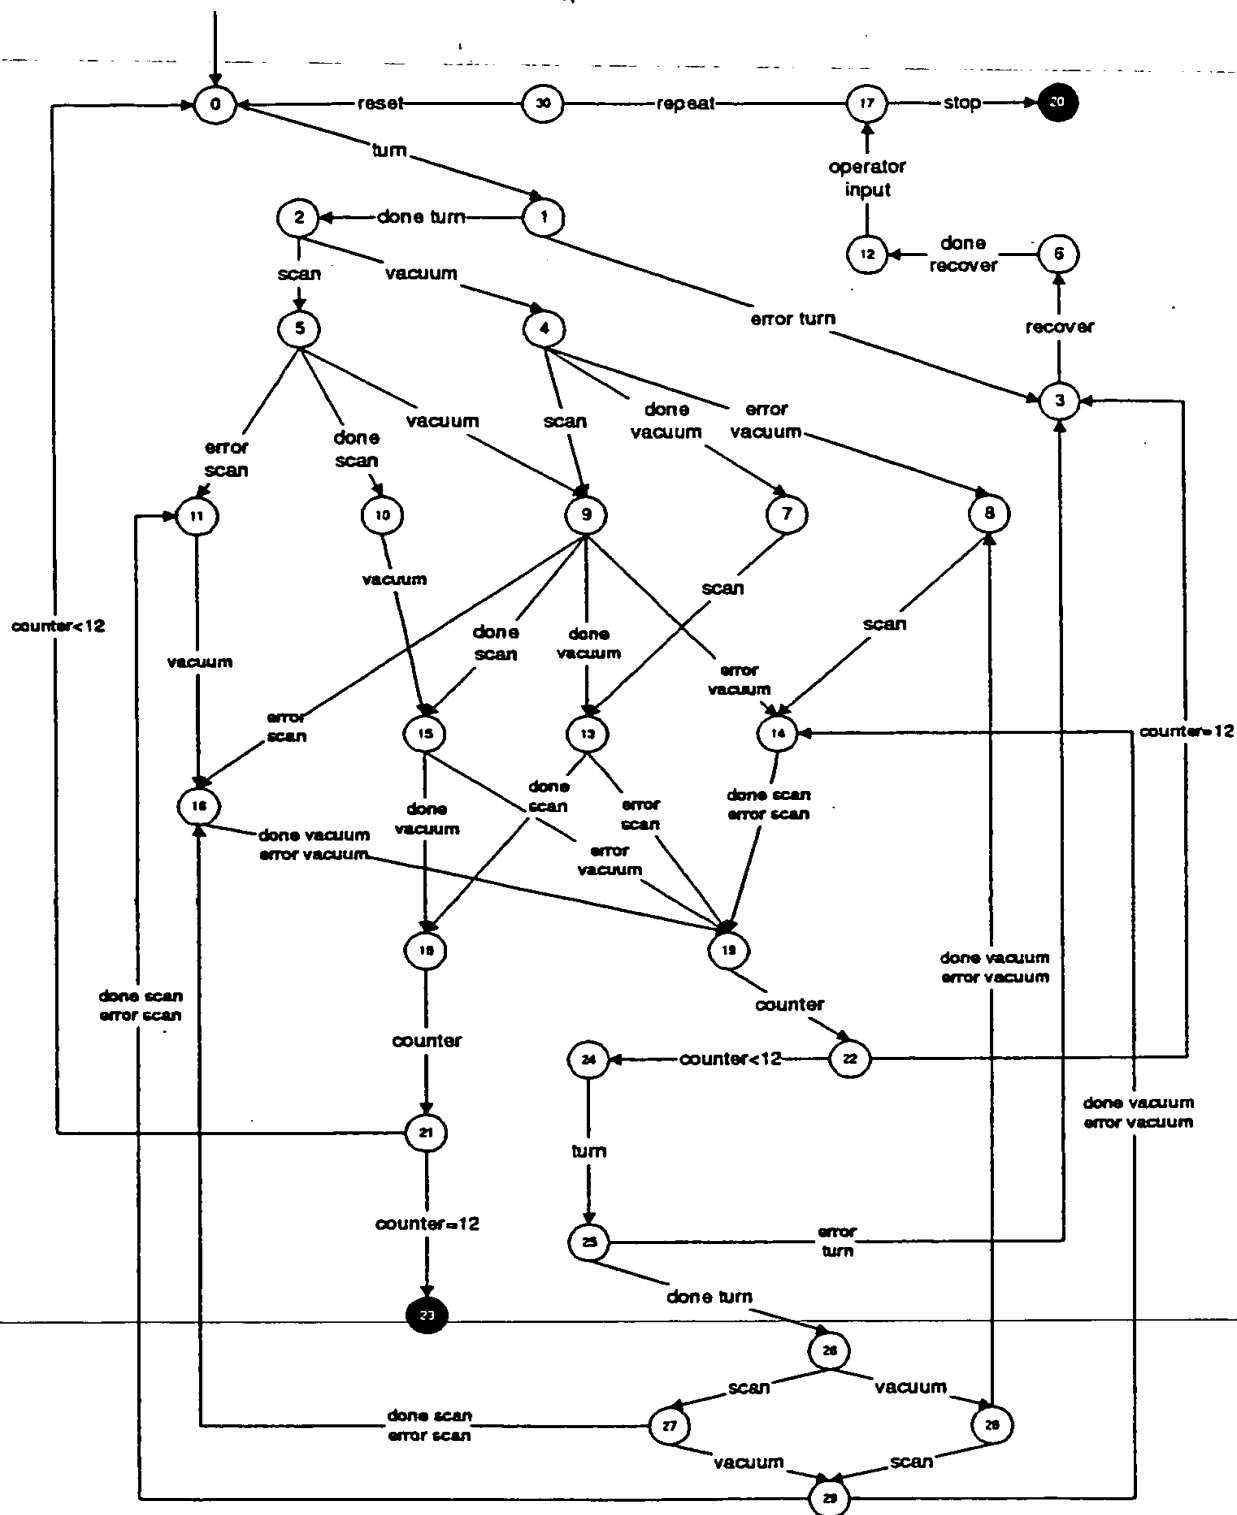 0
reset
30
repeat
17
stop
20
turn
operator
input
2
done turn
1
12
done
recover
6
scan
vacuum
5
4
error turn
recover
3
vacuum
scan
done
vacuum
error
vacuum
error
scan
done
scan
11
10
9
7
8
vacuum
scan
counter<12
done
scan
done
vacuum
scan
vacuum
error
vacuum
error
scan
15
13
14
counter=12
16
done
scan
error
scan
done scan
error scan
done
vacuum
done vacuum
error vacuum
error
vacuum
18
19
done vacuum
error vacuum
done scan
error scan
counter
counter
24
counter<12
22
done vacuum
error vacuum
21
turn
counter=12
25
error
turn
done turn
23
26
scan
vacuum
done scan
error scan
27
28
vacuum
scan
29